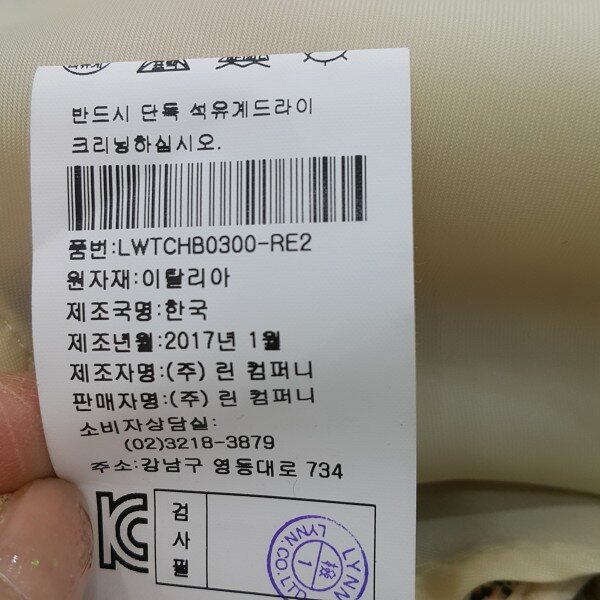 반드시 단독 석유계드라이
크리닝하십시오.
품번:LWTCHB0300-RE2
원자재:이탈리아
제조국명:한국
제조년월:2017년 1월
제조자명:(주) 린 컴퍼니
판매자명:(주) 린 컴퍼니
소비자상담실:
(02)3218-3879
주소:강남구 영동대로 734
검사필
LYNN
1
LYNN.CO.LTD